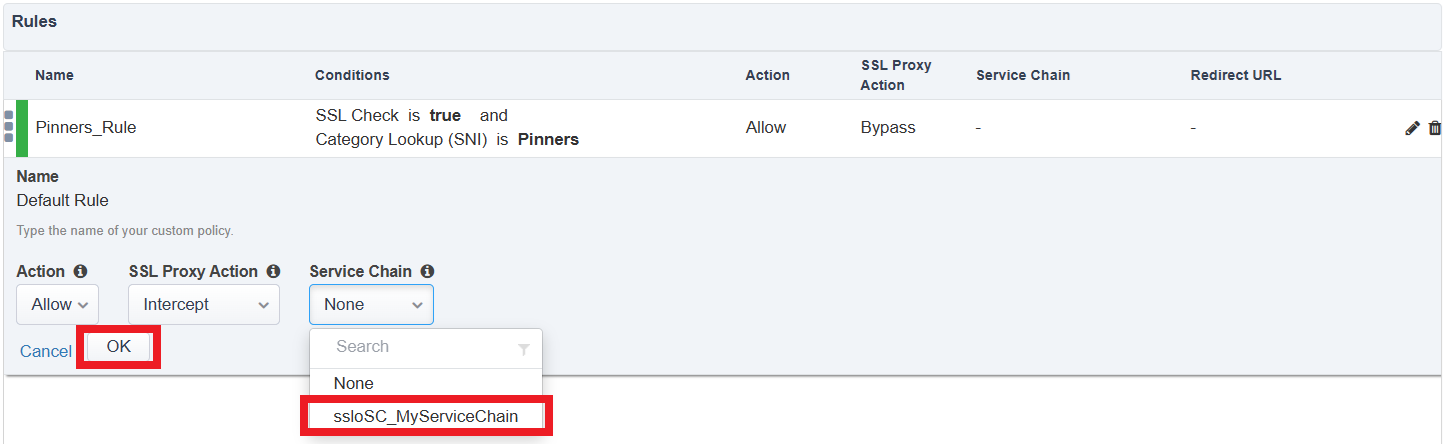 Rules
Name Conditions Action SSL Proxy Action Service Chain Redirect URL
Pinners_Rule SSL Check is true and Allow Bypass - -
Category Lookup (SNI) is Pinners
Name
Default Rule
Type the name of your custom policy.
Action SSL Proxy Action Service Chain
Allow Intercept None
Cancel OK
Search
None
ssloSC_MyServiceChain